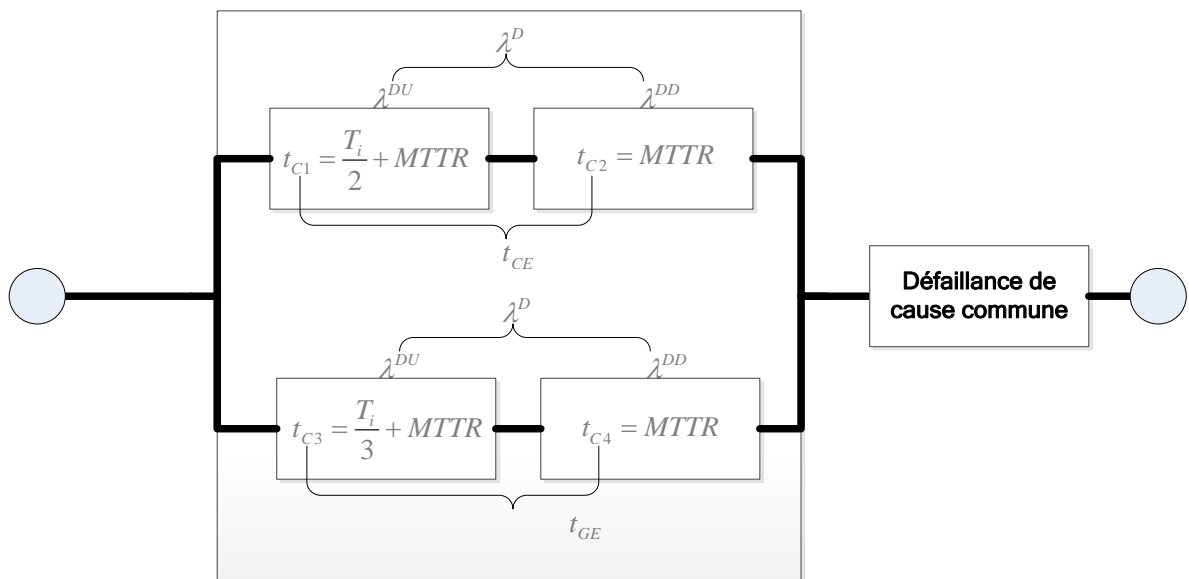 λ^D
λ^DU λ^DD
t_C1 = T_i/2 + MTTR
t_C2 = MTTR
t_CE
λ^D
λ^DU λ^DD
t_C3 = T_i/3 + MTTR
t_C4 = MTTR
t_GE
Défaillance de
cause commune